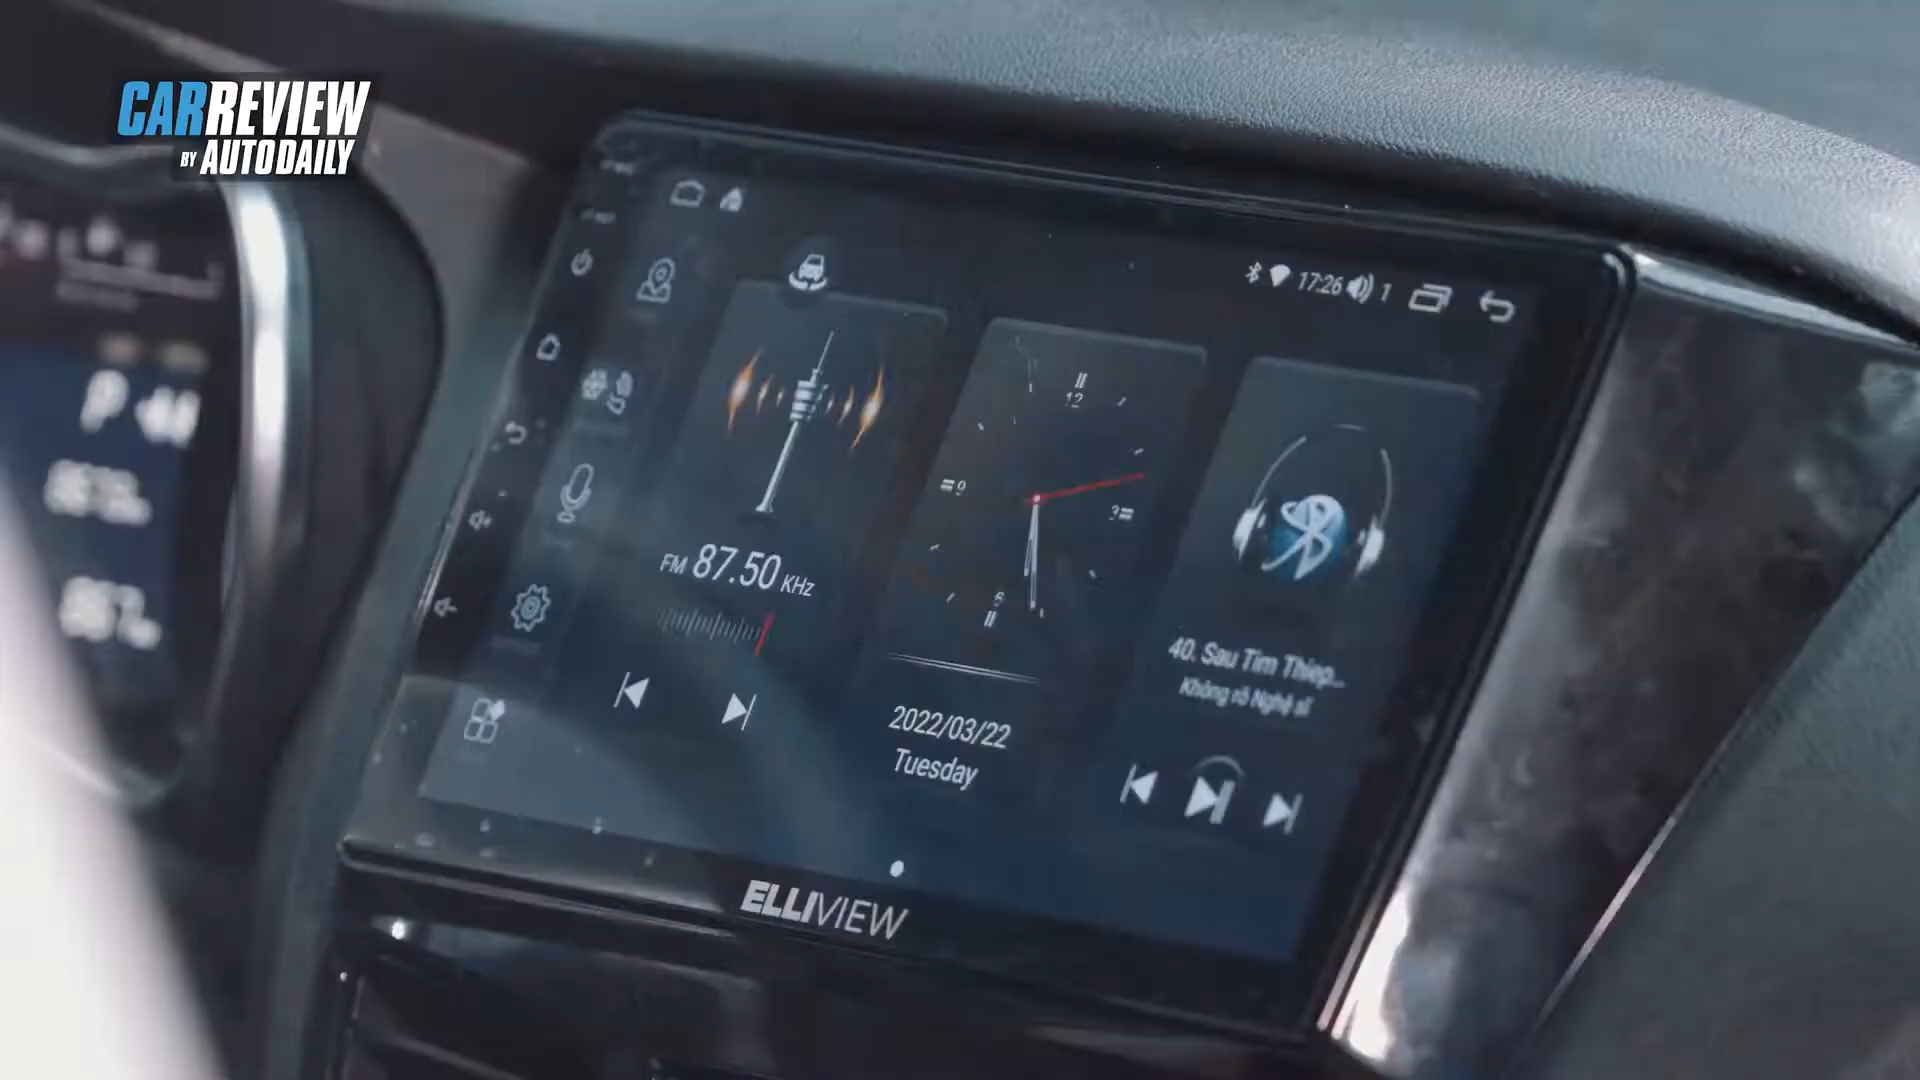 CARREVIEW
BY AUTODAILY
17:26 1
12
9
3
6
FM 87.50 KHz
40. Sau Tim Thiep...
Không rõ Nghệ sĩ
2022/03/22
Tuesday
ELLIVIEW
P